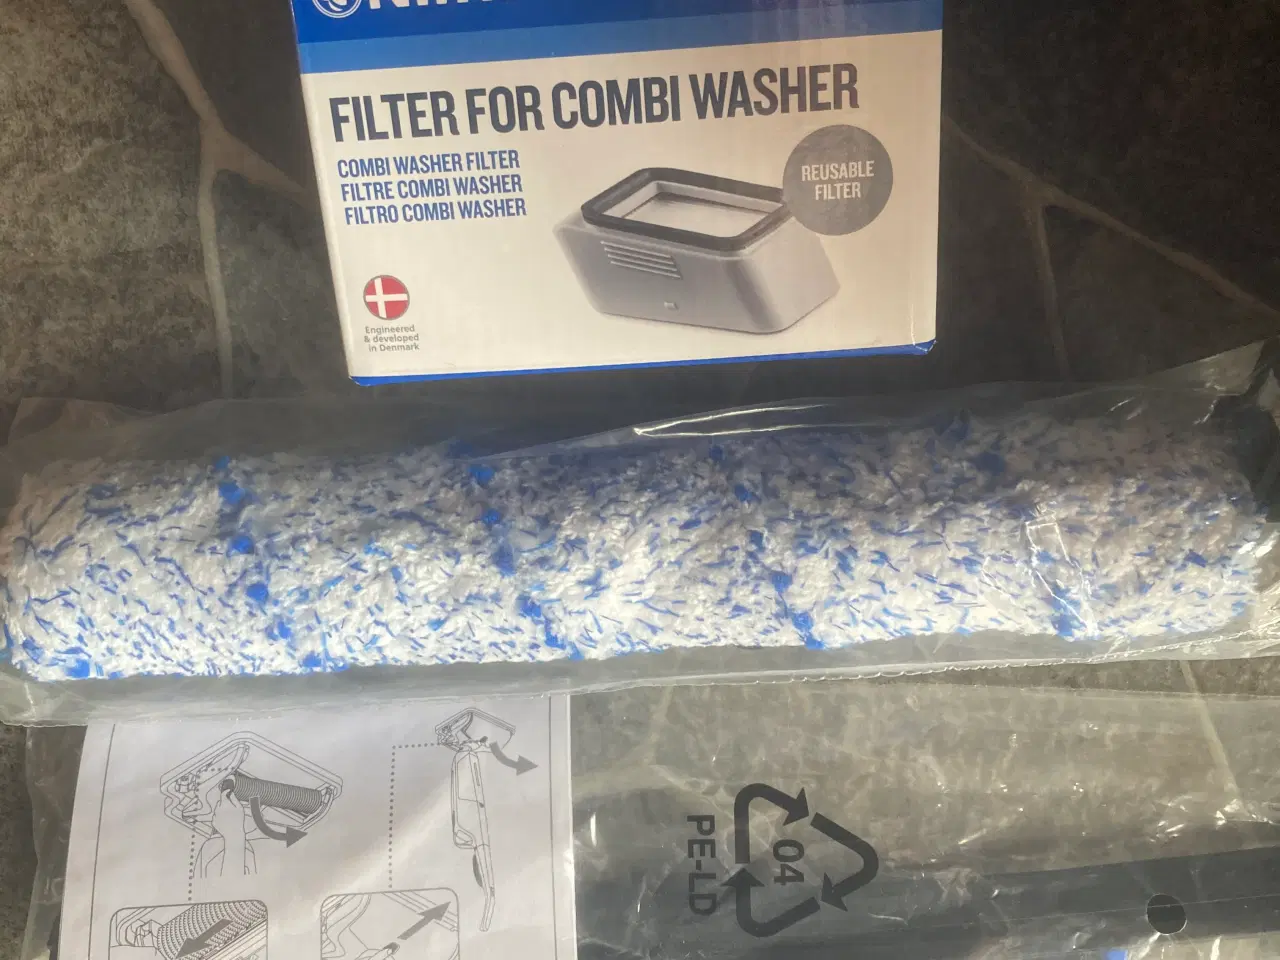 FILTER FOR COMBI WASHER
COMBI WASHER FILTER
FILTRE COMBI WASHER
FILTRO COMBI WASHER
REUSABLE
FILTER
Engineered
& developed
in Denmark
04
PE-LD